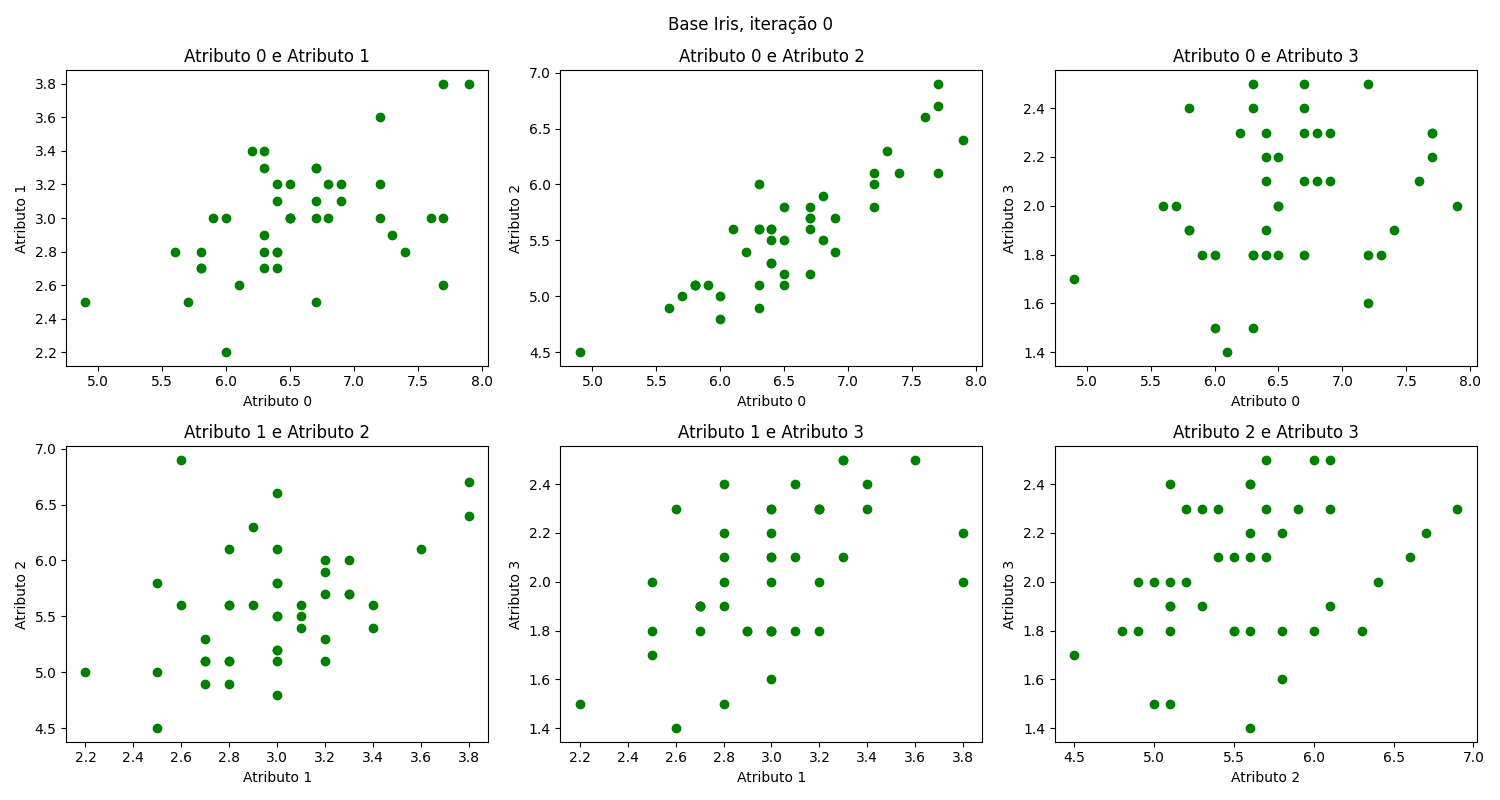 Base Iris, iteração 0
Atributo 0 e Atributo 1
3.8
3.6
3.4
3.2
3.0
2.8
2.6
2.4
2.2
Atributo 1
5.0 5.5 6.0 6.5 7.0 7.5 8.0
Atributo 0
Atributo 0 e Atributo 2
7.0
6.5
6.0
5.5
5.0
4.5
Atributo 2
5.0 5.5 6.0 6.5 7.0 7.5 8.0
Atributo 0
Atributo 0 e Atributo 3
2.4
2.2
2.0
1.8
1.6
1.4
Atributo 3
5.0 5.5 6.0 6.5 7.0 7.5 8.0
Atributo 0
Atributo 1 e Atributo 2
7.0
6.5
6.0
5.5
5.0
4.5
Atributo 2
2.2 2.4 2.6 2.8 3.0 3.2 3.4 3.6 3.8
Atributo 1
Atributo 1 e Atributo 3
2.4
2.2
2.0
1.8
1.6
1.4
Atributo 3
2.2 2.4 2.6 2.8 3.0 3.2 3.4 3.6 3.8
Atributo 1
Atributo 2 e Atributo 3
2.4
2.2
2.0
1.8
1.6
1.4
Atributo 3
4.5 5.0 5.5 6.0 6.5 7.0
Atributo 2